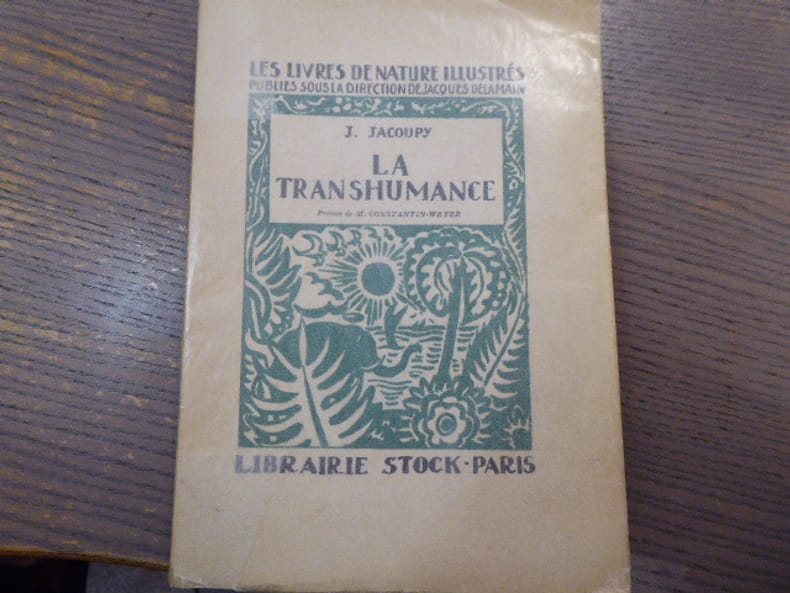 LES LIVRES DE NATURE ILLUSTRÉS
PUBLIES SOUS LA DIRECTION DE JACQUES DELAMAIN
J. JACOUPY
LA
TRANSHUMANCE
Préface de M. CONSTANTIN-WEYER
LIBRAIRIE STOCK · PARIS